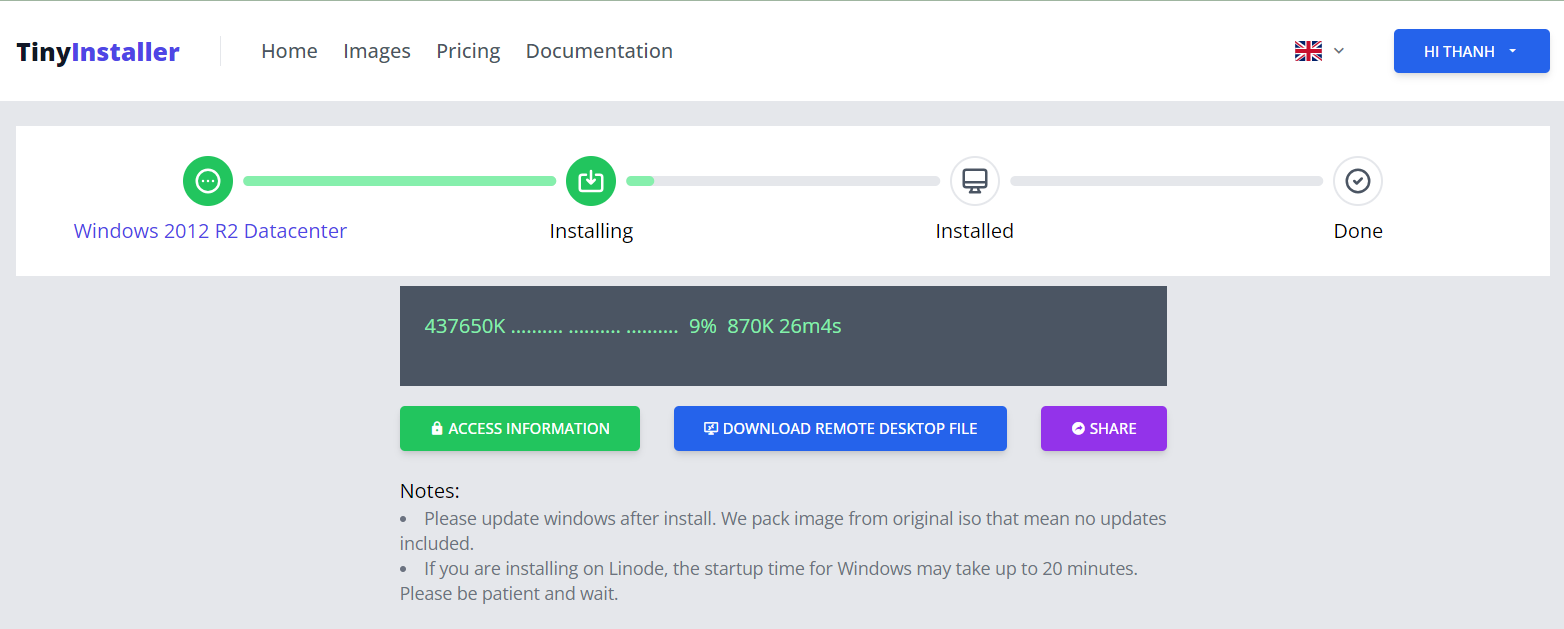 TinyInstaller
Home Images Pricing Documentation
HI THANH
Windows 2012 R2 Datacenter
Installing
Installed
Done
437650K .......... .......... .......... 9% 870K 26m4s
ACCESS INFORMATION
DOWNLOAD REMOTE DESKTOP FILE
SHARE
Notes:
• Please update windows after install. We pack image from original iso that mean no updates
included.
• If you are installing on Linode, the startup time for Windows may take up to 20 minutes.
Please be patient and wait.